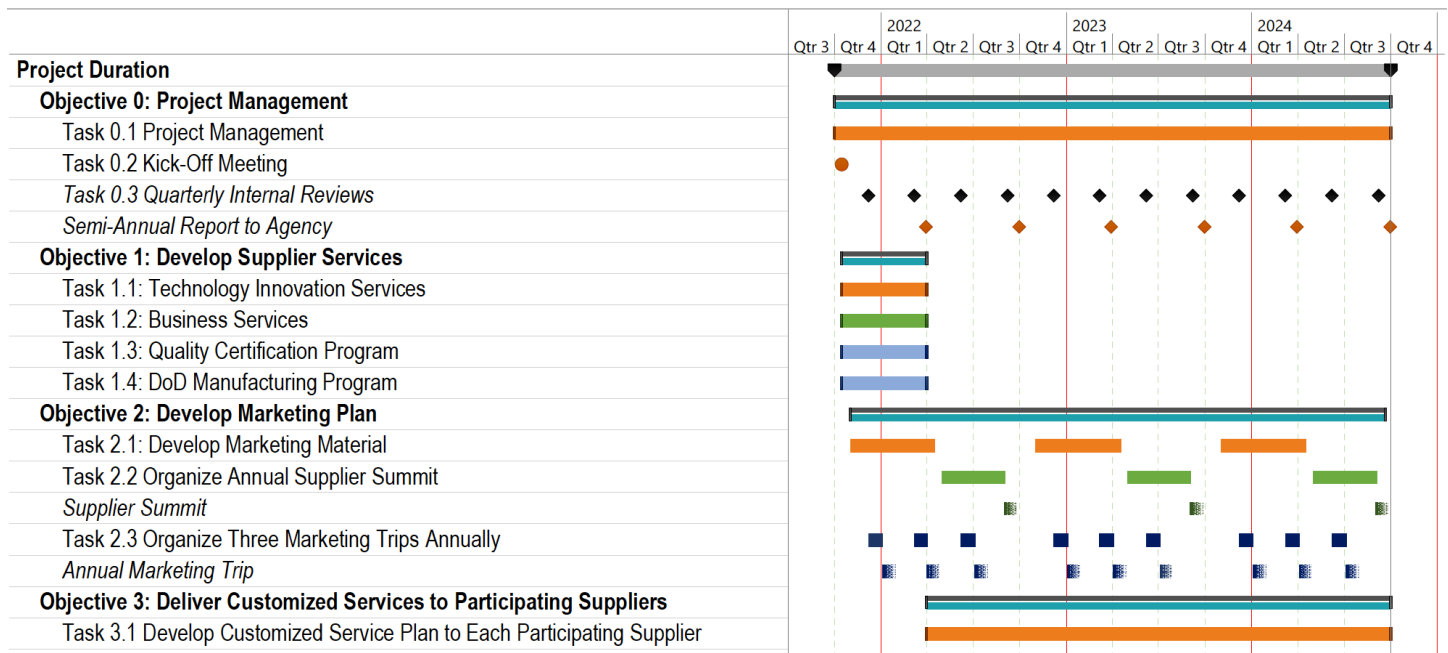 2022 2023 2024
Qtr 3 Qtr 4 Qtr 1 Qtr 2 Qtr 3 Qtr 4 Qtr 1 Qtr 2 Qtr 3 Qtr 4 Qtr 1 Qtr 2 Qtr 3 Qtr 4
Project Duration
Objective 0: Project Management
Task 0.1 Project Management
Task 0.2 Kick-Off Meeting
Task 0.3 Quarterly Internal Reviews
Semi-Annual Report to Agency
Objective 1: Develop Supplier Services
Task 1.1: Technology Innovation Services
Task 1.2: Business Services
Task 1.3: Quality Certification Program
Task 1.4: DoD Manufacturing Program
Objective 2: Develop Marketing Plan
Task 2.1: Develop Marketing Material
Task 2.2 Organize Annual Supplier Summit
Supplier Summit
Task 2.3 Organize Three Marketing Trips Annually
Annual Marketing Trip
Objective 3: Deliver Customized Services to Participating Suppliers
Task 3.1 Develop Customized Service Plan to Each Participating Supplier